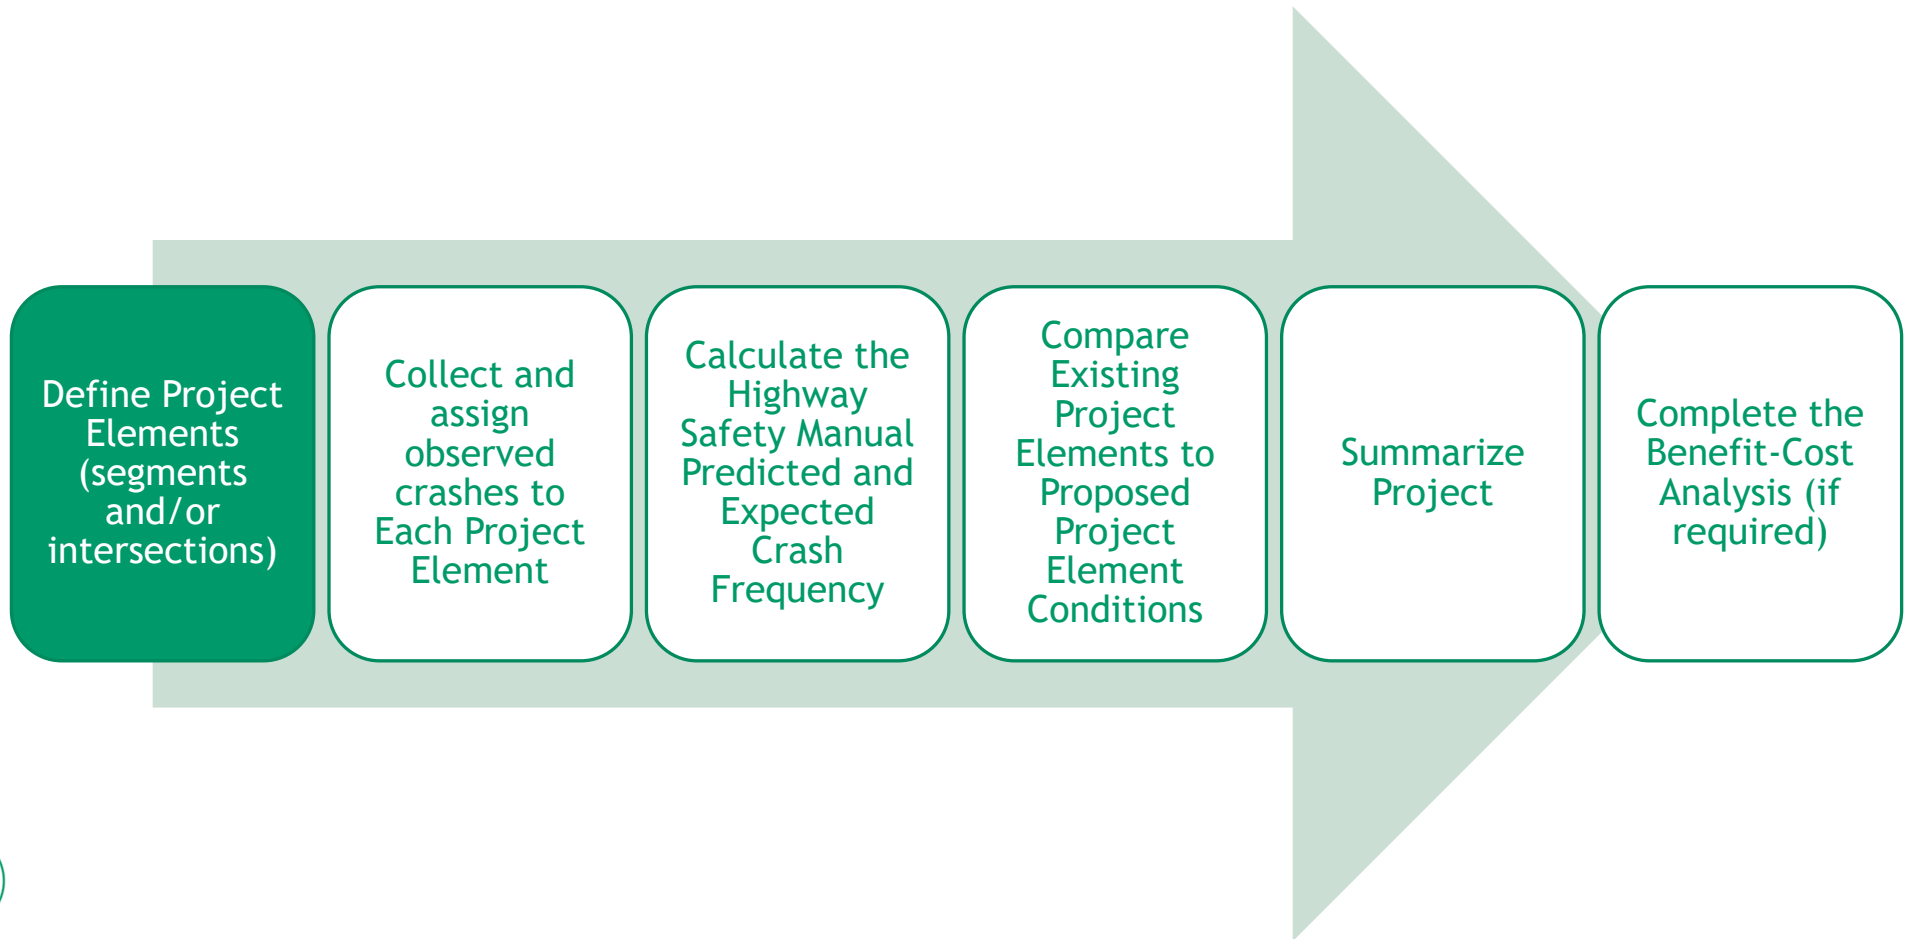 Define Project
Elements
(segments
and/or
intersections)
Collect and
assign
observed
crashes to
Each Project
Element
Calculate the
Highway
Safety Manual
Predicted and
Expected
Crash
Frequency
Compare
Existing
Project
Elements to
Proposed
Project
Element
Conditions
Summarize
Project
Complete the
Benefit-Cost
Analysis (if
required)